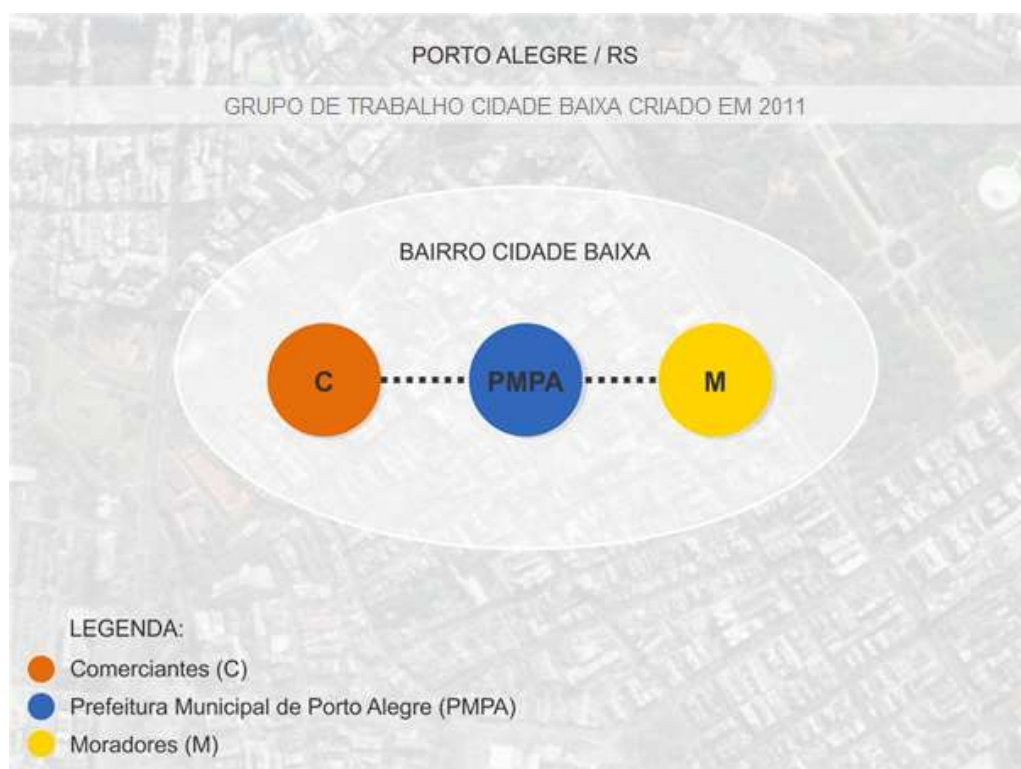 PORTO ALEGRE / RS
GRUPO DE TRABALHO CIDADE BAIXA CRIADO EM 2011
BAIRRO CIDADE BAIXA
C PMPA M
LEGENDA:
Comerciantes (C)
Prefeitura Municipal de Porto Alegre (PMPA)
Moradores (M)